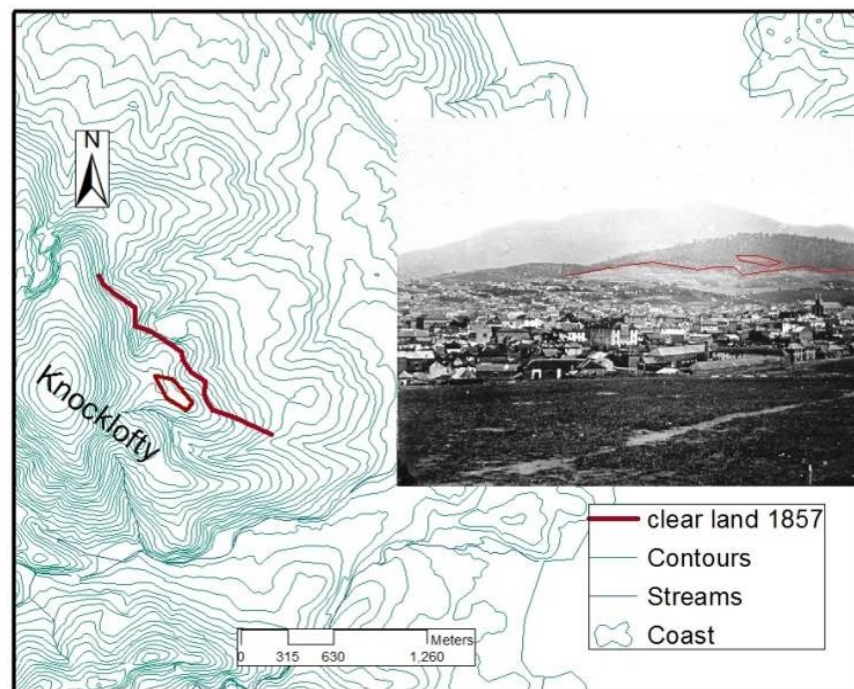 N
Knocklofty
clear land 1857
Contours
Streams
Coast
Meters
0 315 630 1,260